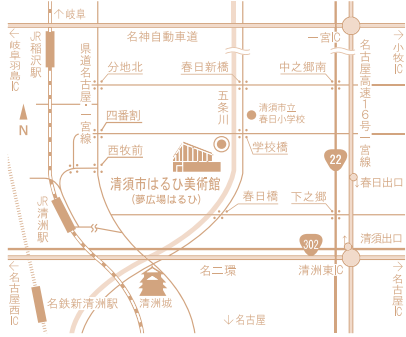 ↑岐阜
←岐阜羽島IC
JR稲沢駅
県道名古屋一宮線
名神自動車道
一宮IC
→小牧IC
分地北
春日新橋
中之郷南
名古屋高速16号一宮線
五条川
清須市立
春日小学校
四番割
N
西牧前
学校橋
22
清須市はるひ美術館
(夢広場はるひ)
春日出口
春日橋
下之郷
JR清洲駅
清須出口
302
名二環
清洲東IC
←名古屋西IC
→名古屋IC
名鉄新清洲駅
清洲城
↓名古屋